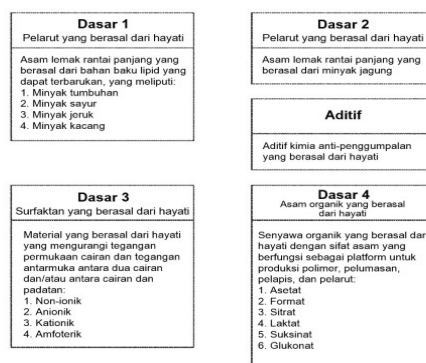 Dasar 1
Pelarut yang berasal dari hayati
Asam lemak rantai panjang yang
berasal dari bahan baku lipid yang
dapat terbarukan, yang meliputi:
1. Minyak tumbuhan
2. Minyak sayur
3. Minyak jeruk
4. Minyak kacang
Dasar 2
Pelarut yang berasal dari hayati
Asam lemak rantai panjang yang
berasal dari minyak jagung
Aditif
Aditif kimia anti-penggumpalan
yang berasal dari hayati
Dasar 3
Surfaktan yang berasal dari hayati
Material yang berasal dari hayati
yang mengurangi tegangan
permukaan cairan dan tegangan
antarmuka antara dua cairan
dan/atau antara cairan dan
padatan:
1. Non-ionik
2. Anionik
3. Kationik
4. Amfoterik
Dasar 4
Asam organik yang berasal
dari hayati
Senyawa organik yang berasal dar
hayati dengan sifat asam yang
berfungsi sebagai platform untuk
produksi polimer, pelumasan,
pelapis, dan pelarut:
1. Asetat
2. Format
3. Sitrat
4. Laktat
5. Suksinat
6. Glukonat